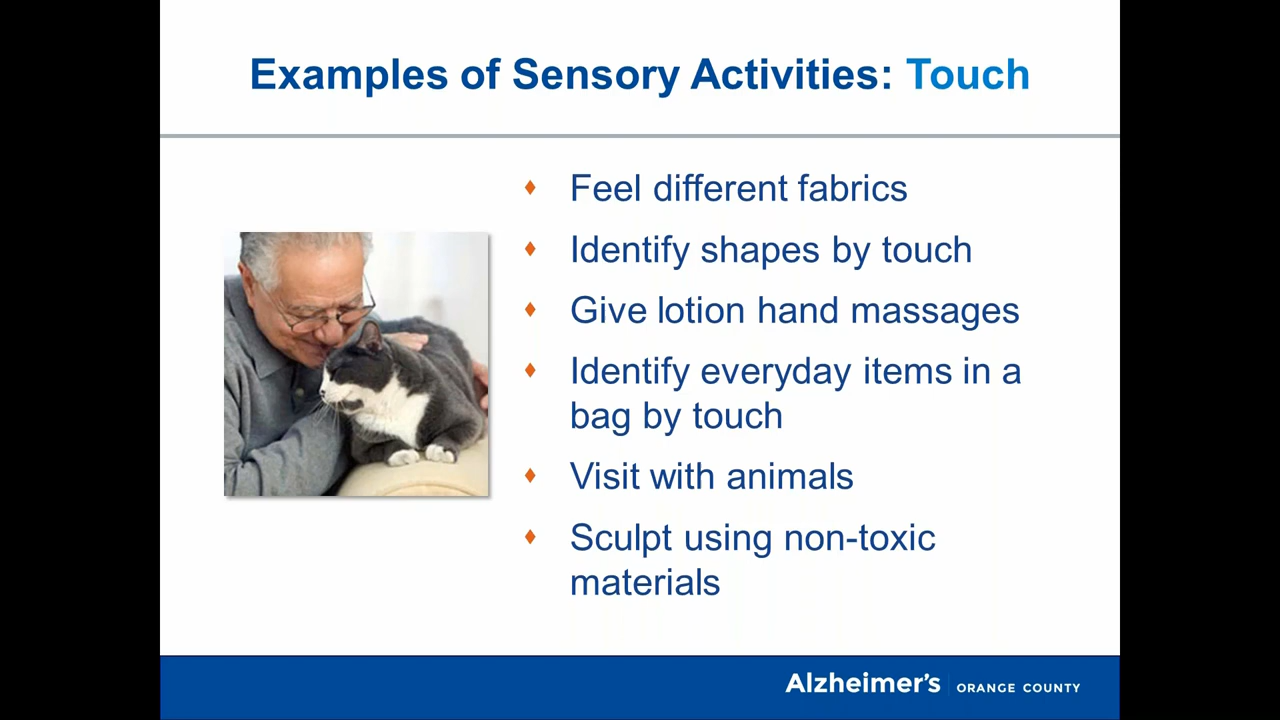 Examples of Sensory Activities: Touch
Feel different fabrics
Identify shapes by touch
Give lotion hand massages
Identify everyday items in a
bag by touch
Visit with animals
Sculpt using non-toxic
materials
Alzheimer's ORANGE COUNTY